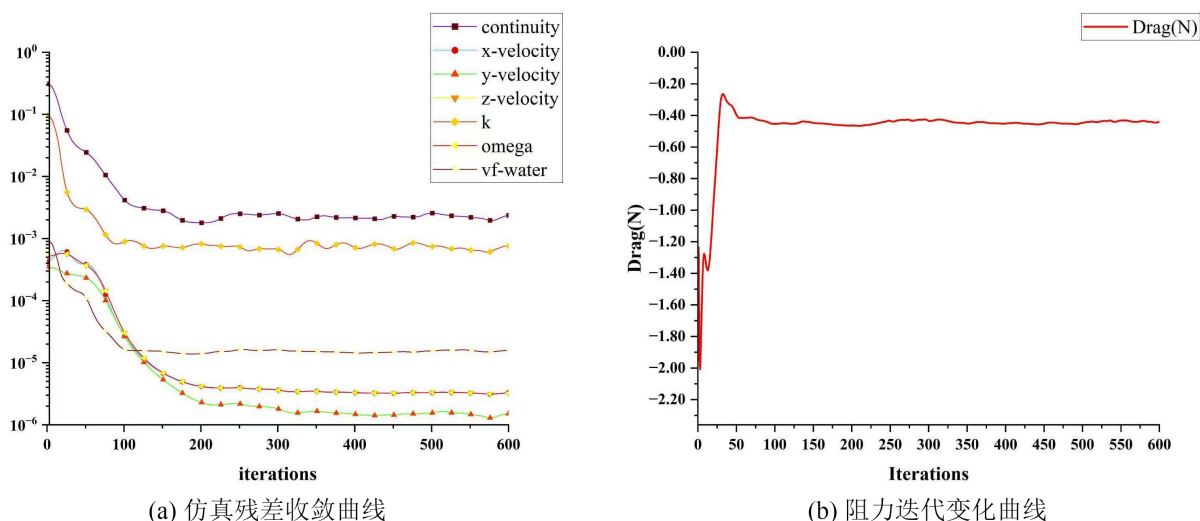 continuity
x-velocity
y-velocity
z-velocity
k
omega
vf-water
10⁰
10⁻¹
10⁻²
10⁻³
10⁻⁴
10⁻⁵
10⁻⁶
0 100 200 300 400 500 600
iterations
(a) 仿真残差收敛曲线
Drag(N)
0.00
−0.20
−0.40
−0.60
−0.80
−1.00
−1.20
−1.40
−1.60
−1.80
−2.00
−2.20
Drag(N)
0 50 100 150 200 250 300 350 400 450 500 550 600
Iterations
(b) 阻力迭代变化曲线